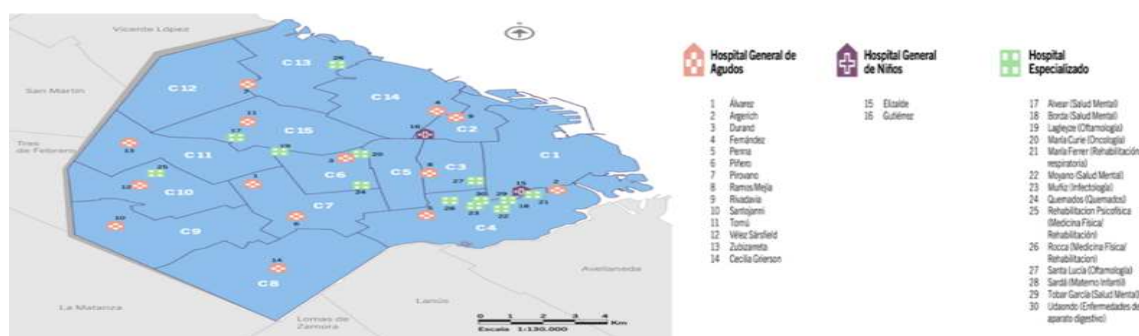 Vicente López
San Martín
Tres
de Febrero
La Matanza
Lomas de
Zamora
Lanús
Avellaneda
C 13
C 12
C 14
C 15
C 2
C 1
C 11
C 10
C 6
C 5
C 3
C 9
C 7
C 4
C 8
0 1 2 3 4
Km
Escala 1:130.000
Hospital General de
Agudos
1 Álvarez
2 Argerich
3 Durand
4 Fernández
5 Penna
6 Piñero
7 Pirovano
8 Ramos Mejía
9 Rivadavia
10 Santojanni
11 Tornú
12 Vélez Sársfield
13 Zubizarreta
14 Cecilia Grierson
Hospital General
de Niños
15 Elizalde
16 Gutiérrez
Hospital
Especializado
17 Alvear (Salud Mental)
18 Borda (Salud Mental)
19 Lagleyze (Oftamología)
20 María Curie (Oncología)
21 María Ferrer (Rehabilitación
respiratoria)
22 Moyano (Salud Mental)
23 Muñiz (Infectología)
24 Quemados (Quemados)
25 Rehabilitacion Psicofísica
(Medicina Física/
Rehabilitación)
26 Rocca (Medicina Física/
Rehabilitacion)
27 Santa Lucía (Oftamología)
28 Sardá (Materno Infantil)
29 Tobar García (Salud Mental)
30 Udaondo (Enfermedades de
aparato digestivo)